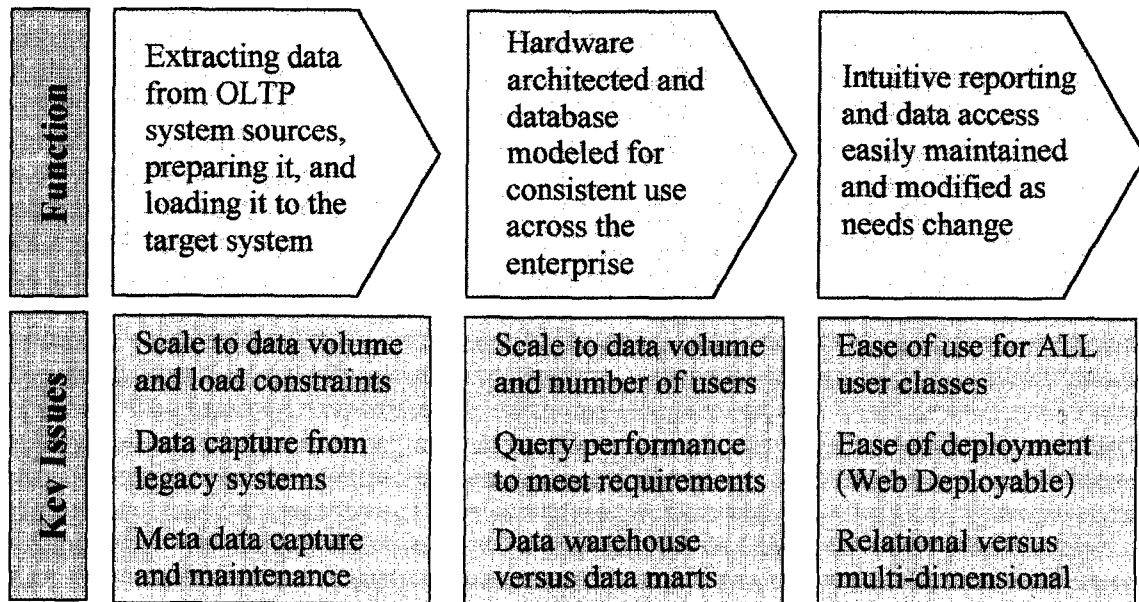 Function
Extracting data
from OLTP
system sources,
preparing it, and
loading it to the
target system
Hardware
architected and
database
modeled for
consistent use
across the
enterprise
Intuitive reporting
and data access
easily maintained
and modified as
needs change
Key Issues
Scale to data volume
and load constraints
Data capture from
legacy systems
Meta data capture
and maintenance
Scale to data volume
and number of users
Query performance
to meet requirements
Data warehouse
versus data marts
Ease of use for ALL
user classes
Ease of deployment
(Web Deployable)
Relational versus
multi-dimensional